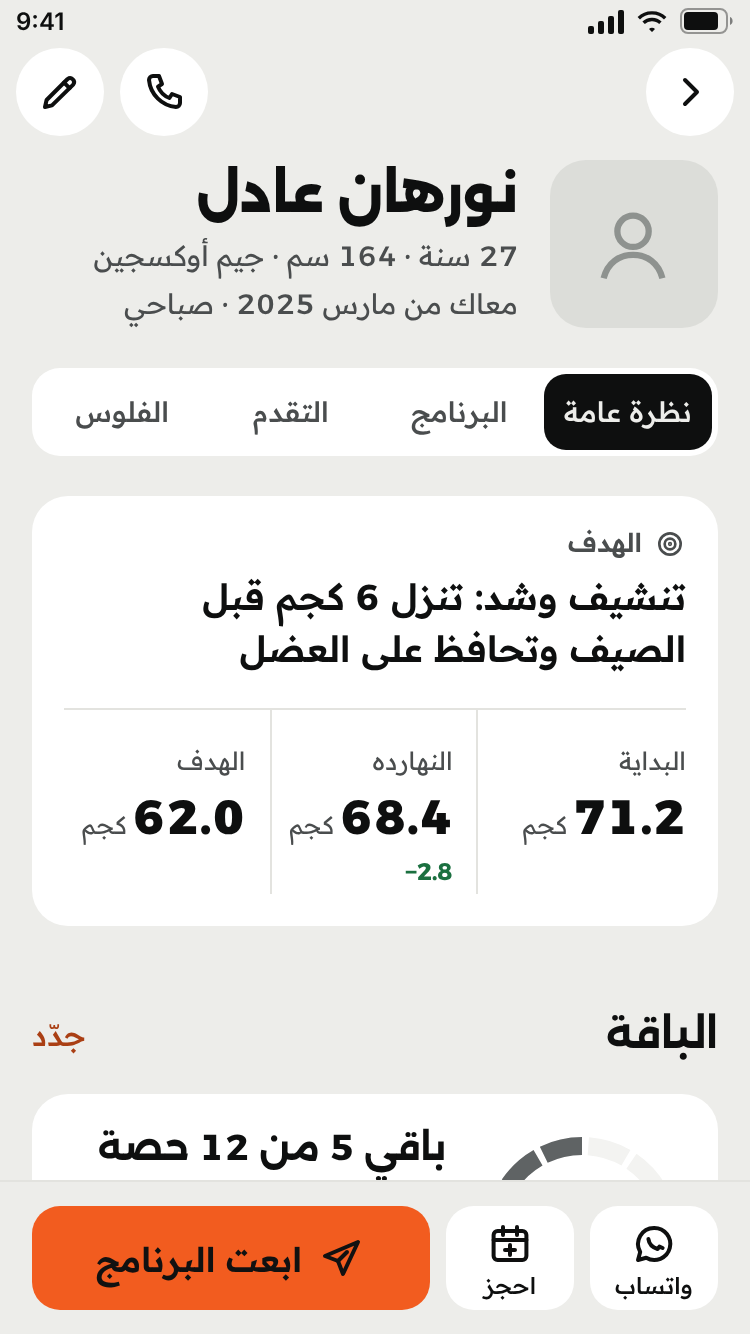 9:41
نورهان عادل
27 سنة · 164 سم · جيم أوكسجين
معاك من مارس 2025 · صباحي
نظرة عامة
البرنامج
التقدم
الفلوس
الهدف
تنشيف وشد: تنزل 6 كجم قبل
الصيف وتحافظ على العضل
البداية
71.2 كجم
النهارده
68.4 كجم
−2.8
الهدف
62.0 كجم
الباقة
جدّد
باقي 5 من 12 حصة
واتساب
احجز
ابعت البرنامج